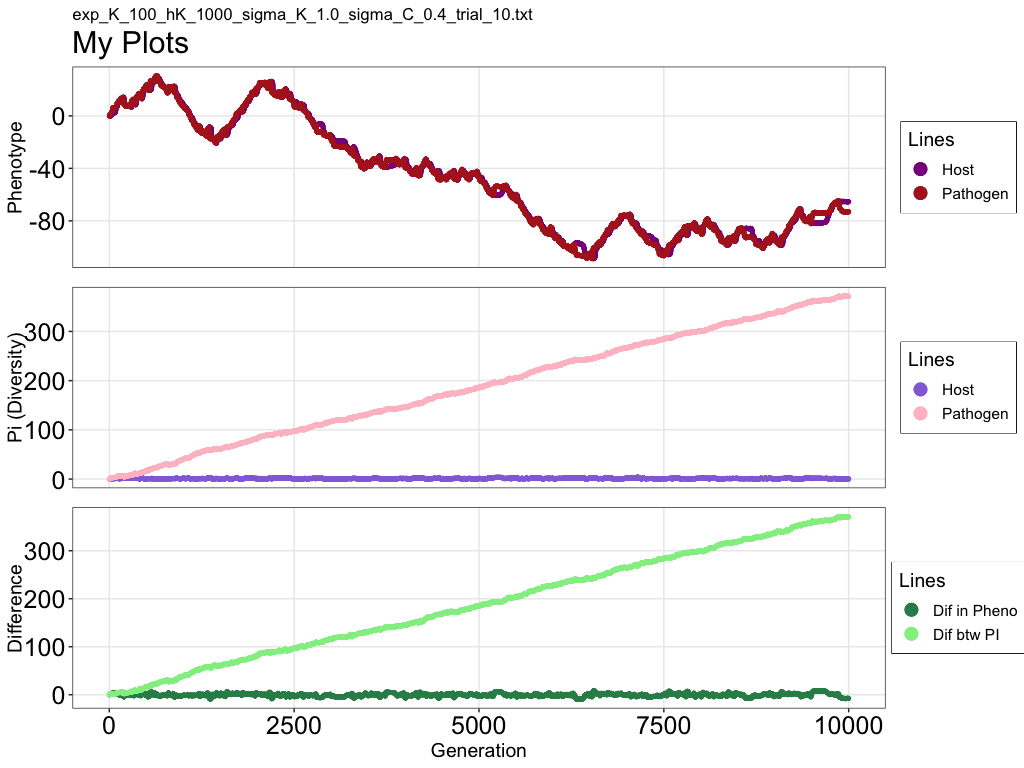 exp_K_100_hK_1000_sigma_K_1.0_sigma_C_0.4_trial_10.txt
My Plots
Phenotype
0
-40
-80
Lines
Host
Pathogen
Pi (Diversity)
300
200
100
0
Lines
Host
Pathogen
Difference
300
200
100
0
Lines
Dif in Pheno
Dif btw PI
0 2500 5000 7500 10000
Generation